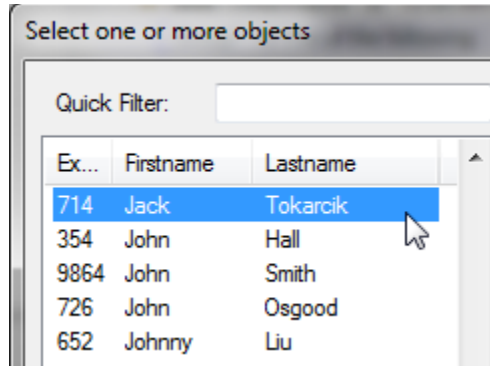 Select one or more objects
Quick Filter:
Ex... Firstname Lastname
714 Jack Tokarcik
354 John Hall
9864 John Smith
726 John Osgood
652 Johnny Liu